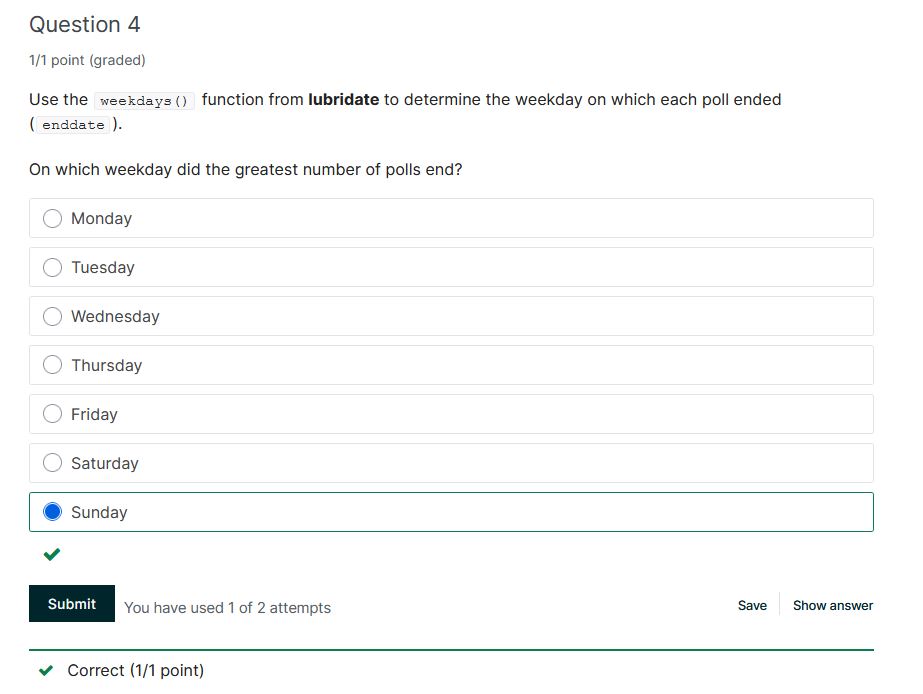 Question 4
1/1 point (graded)
Use the weekdays() function from lubridate to determine the weekday on which each poll ended
( enddate ).
On which weekday did the greatest number of polls end?
Monday
Tuesday
Wednesday
Thursday
Friday
Saturday
Sunday
Submit You have used 1 of 2 attempts Save Show answer
Correct (1/1 point)